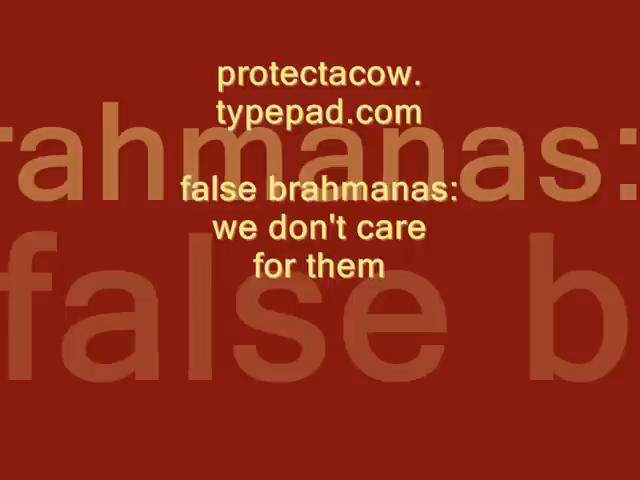 protectacow.
typepad.com
false brahmanas:
we don't care
for them
rahmanas:
false b